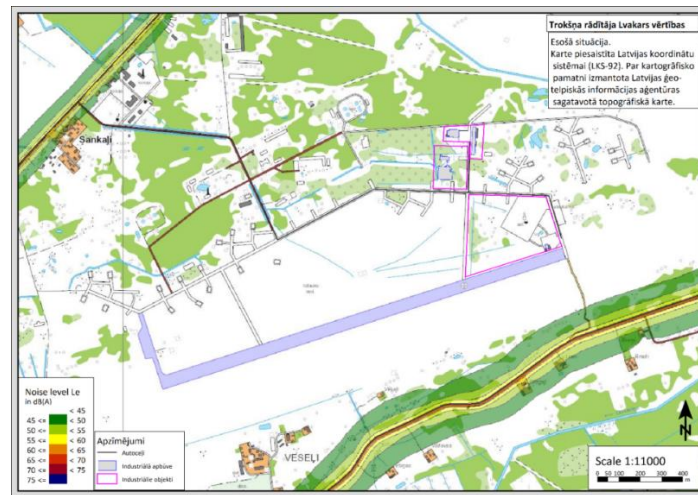 Trokšņa rādītāja Lvakars vērtības
Esošā situācija.
Karte piesaistīta Latvijas koordinātu
sistēmai (LKS-92). Par kartogrāfisko
pamatni izmantota Latvijas ģeo-
telpiskās informācijas aģentūras
sagatavotā topogrāfiskā karte.
Sankaļi
VESEĻI
Noise level Le
in dB(A)
< 45
45 <= < 50
50 <= < 55
55 <= < 60
60 <= < 65
65 <= < 70
70 <= < 75
75 <=
Apzīmējumi
Autoceļi
Industriālā apbūve
Industriālie objekti
N
Scale 1:11000
0 50 100 200 300 400
m